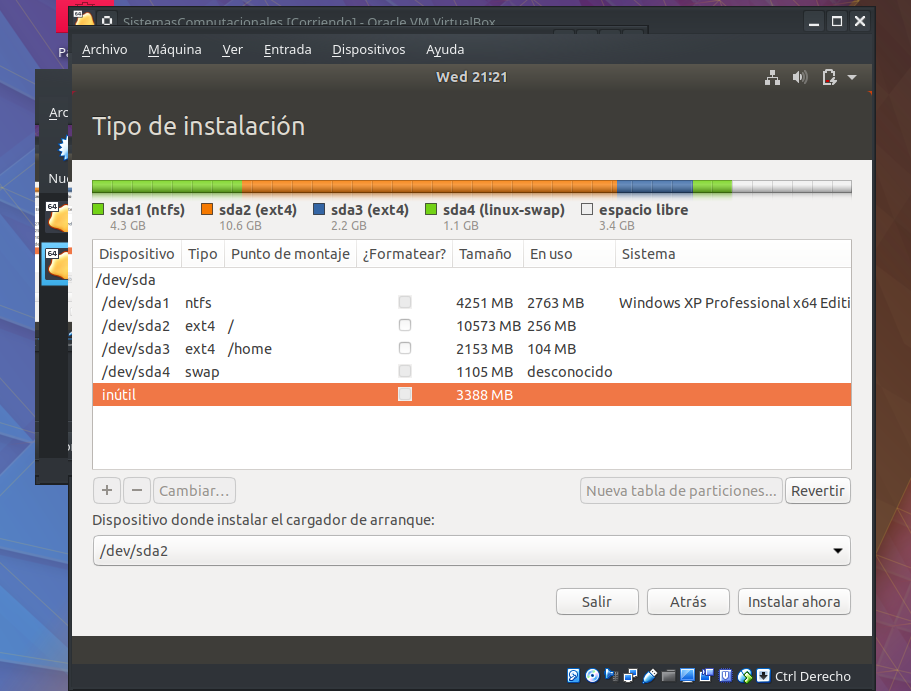 SistemasComputacionales [Corriendo] - Oracle VM VirtualBox
Archivo Máquina Ver Entrada Dispositivos Ayuda
Arc
Wed 21:21
Tipo de instalación
Nu
64
64
sda1 (ntfs) sda2 (ext4) sda3 (ext4) sda4 (linux-swap) espacio libre
4.3 GB 10.6 GB 2.2 GB 1.1 GB 3.4 GB
Dispositivo Tipo Punto de montaje ¿Formatear? Tamaño En uso Sistema
/dev/sda
/dev/sda1 ntfs 4251 MB 2763 MB Windows XP Professional x64 Editi
/dev/sda2 ext4 / 10573 MB 256 MB
/dev/sda3 ext4 /home 2153 MB 104 MB
/dev/sda4 swap 1105 MB desconocido
inútil 3388 MB
+ − Cambiar... Nueva tabla de particiones... Revertir
Dispositivo donde instalar el cargador de arranque:
/dev/sda2
Salir Atrás Instalar ahora
Ctrl Derecho